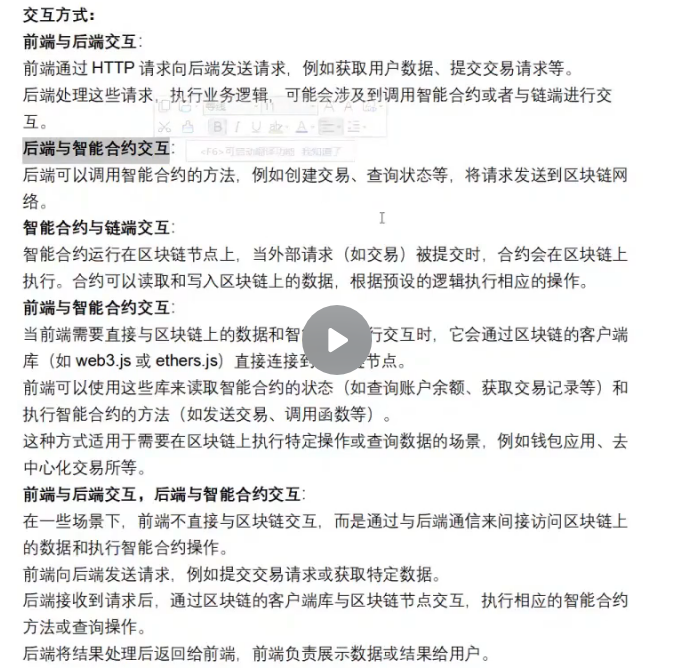 交互方式：
前端与后端交互：
前端通过 HTTP 请求向后端发送请求，例如获取用户数据、提交交易请求等。
后端处理这些请求，执行业务逻辑，可能会涉及到调用智能合约或者与链端进行交
互。
后端与智能合约交互：
后端可以调用智能合约的方法，例如创建交易、查询状态等，将请求发送到区块链网
络。
智能合约与链端交互：
智能合约运行在区块链节点上，当外部请求（如交易）被提交时，合约会在区块链上
执行。合约可以读取和写入区块链上的数据，根据预设的逻辑执行相应的操作。
前端与智能合约交互：
当前端需要直接与区块链上的数据和智 行交互时，它会通过区块链的客户端
库（如 web3.js 或 ethers.js）直接连接到 节点。
前端可以使用这些库来读取智能合约的状态（如查询账户余额、获取交易记录等）和
执行智能合约的方法（如发送交易、调用函数等）。
这种方式适用于需要在区块链上执行特定操作或查询数据的场景，例如钱包应用、去
中心化交易所等。
前端与后端交互，后端与智能合约交互：
在一些场景下，前端不直接与区块链交互，而是通过与后端通信来间接访问区块链上
的数据和执行智能合约操作。
前端向后端发送请求，例如提交交易请求或获取特定数据。
后端接收到请求后，通过区块链的客户端库与区块链节点交互，执行相应的智能合约
方法或查询操作。
后端将结果处理后返回给前端，前端负责展示数据或结果给用户。